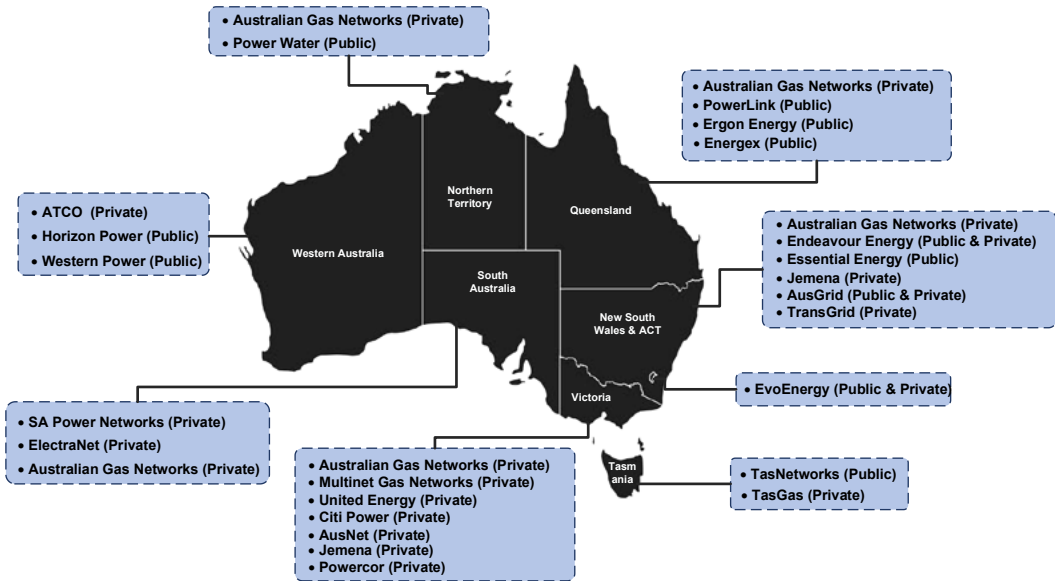 • Australian Gas Networks (Private)
• Power Water (Public)
• Australian Gas Networks (Private)
• PowerLink (Public)
• Ergon Energy (Public)
• Energex (Public)
Northern
Territory
Queensland
• ATCO (Private)
• Horizon Power (Public)
• Western Power (Public)
Western Australia
South
Australia
• Australian Gas Networks (Private)
• Endeavour Energy (Public & Private)
• Essential Energy (Public)
• Jemena (Private)
• AusGrid (Public & Private)
• TransGrid (Private)
New South
Wales & ACT
• EvoEnergy (Public & Private)
Victoria
• SA Power Networks (Private)
• ElectraNet (Private)
• Australian Gas Networks (Private)
• Australian Gas Networks (Private)
• Multinet Gas Networks (Private)
• United Energy (Private)
• Citi Power (Private)
• AusNet (Private)
• Jemena (Private)
• Powercor (Private)
Tasm
ania
• TasNetworks (Public)
• TasGas (Private)